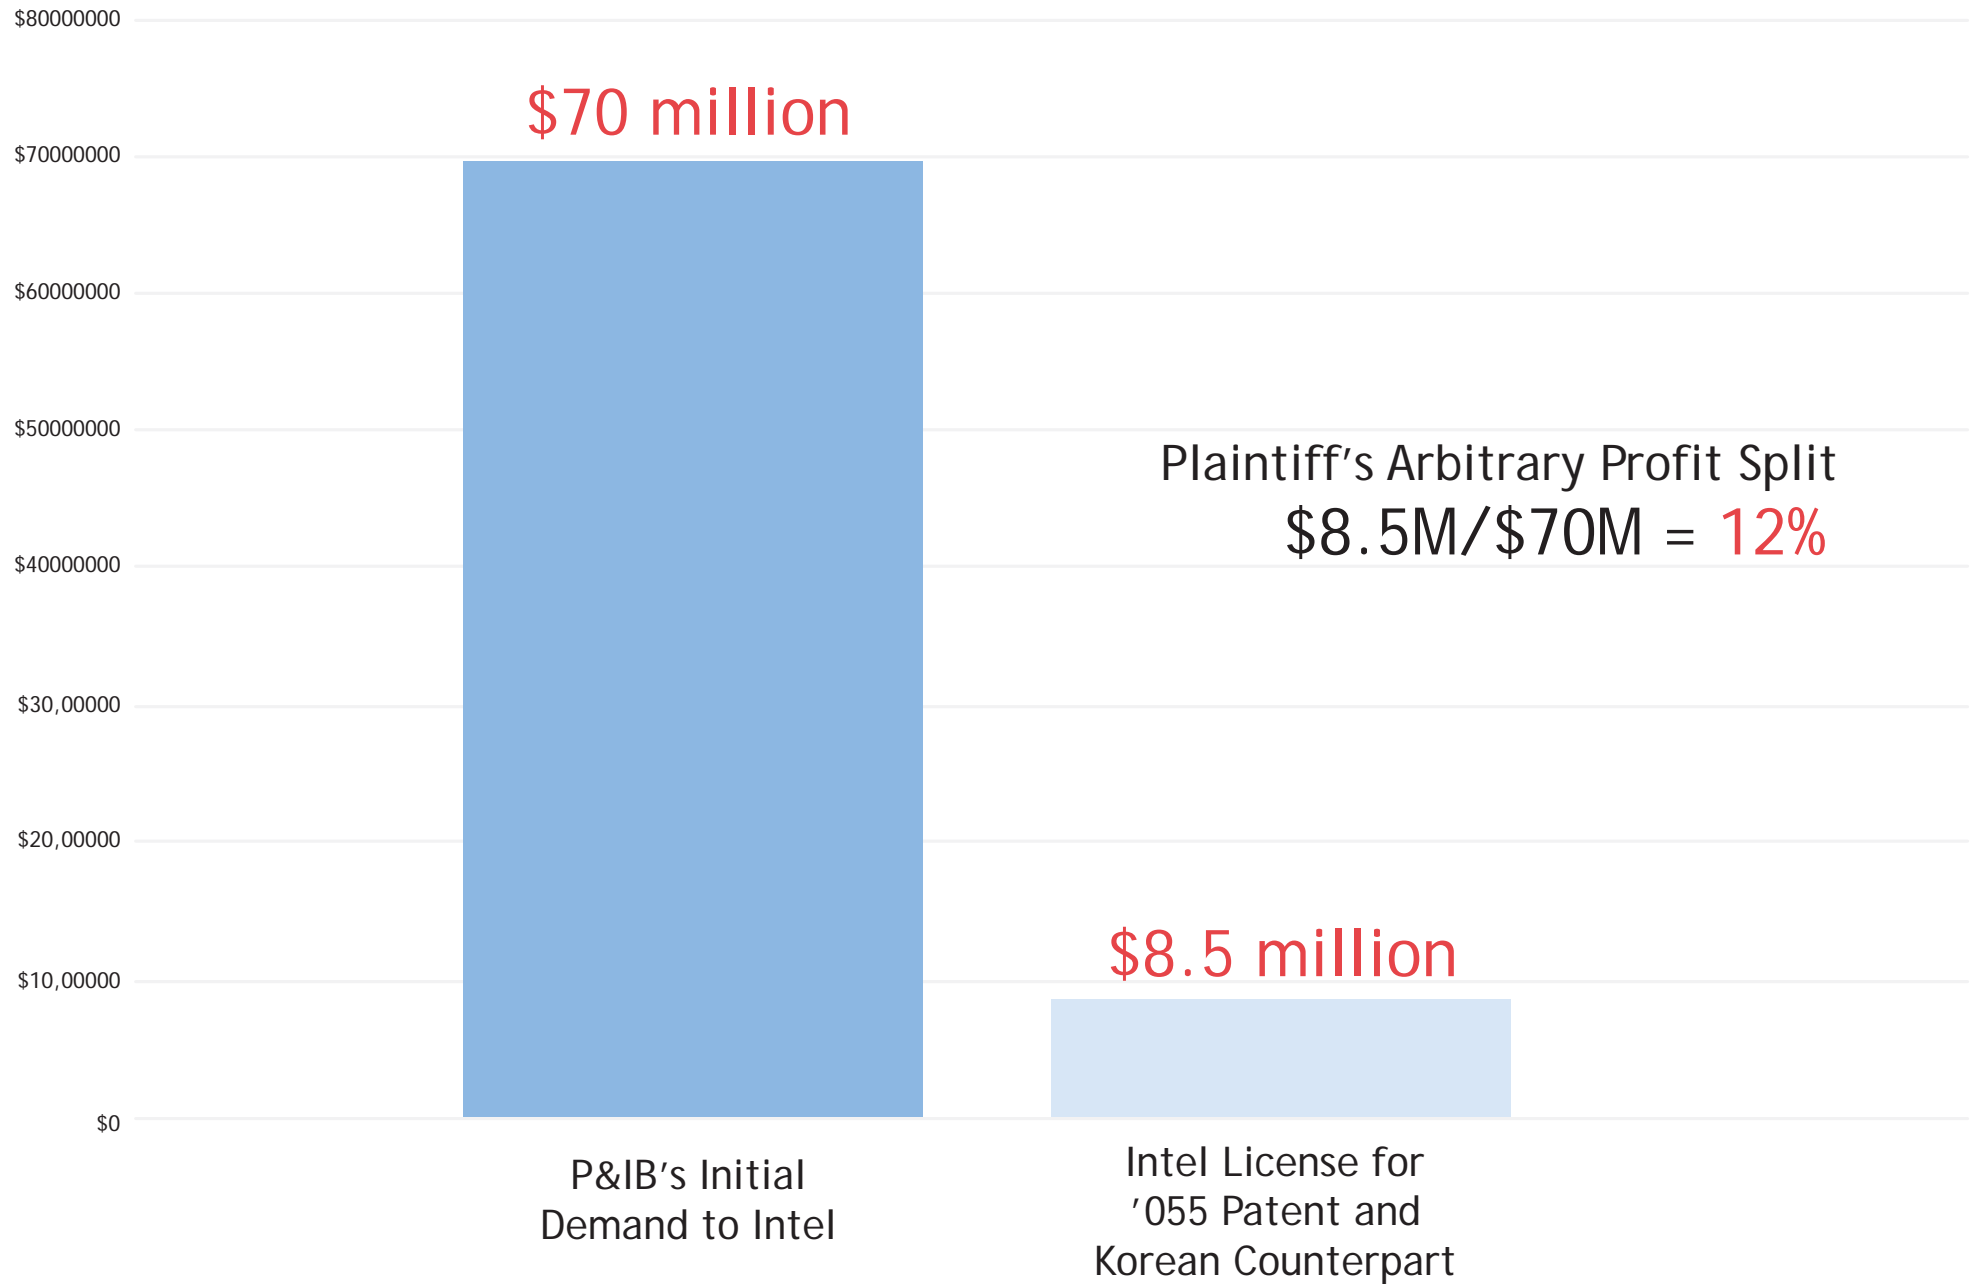 $80000000
$70 million
$70000000
$60000000
$50000000
Plaintiff’s Arbitrary Profit Split
$8.5M/$70M = 12%
$40000000
$30,00000
$20,00000
$8.5 million
$10,00000
$0
P&IB’s Initial
Demand to Intel
Intel License for
’055 Patent and
Korean Counterpart